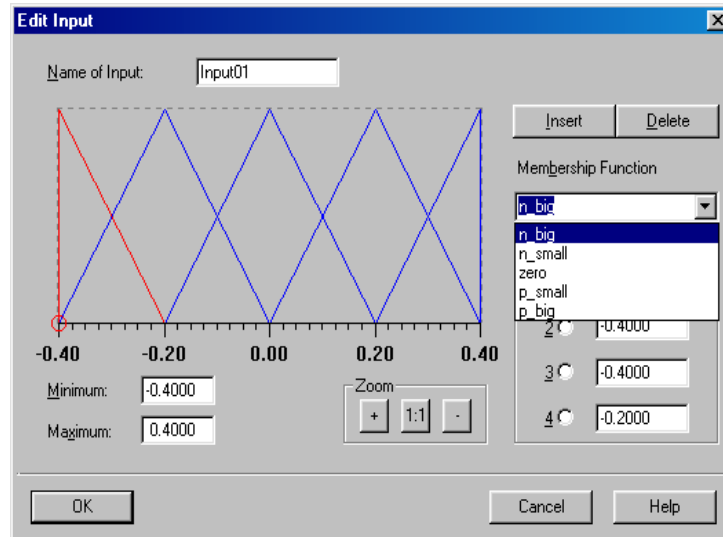 Edit Input
Name of Input: Input01
Insert Delete
Membership Function
n_big
n_big
n_small
zero
p_small
p_big
2 -0.4000
3 -0.4000
4 -0.2000
-0.40 -0.20 0.00 0.20 0.40
Minimum: -0.4000
Maximum: 0.4000
Zoom
+ 1:1 -
OK Cancel Help